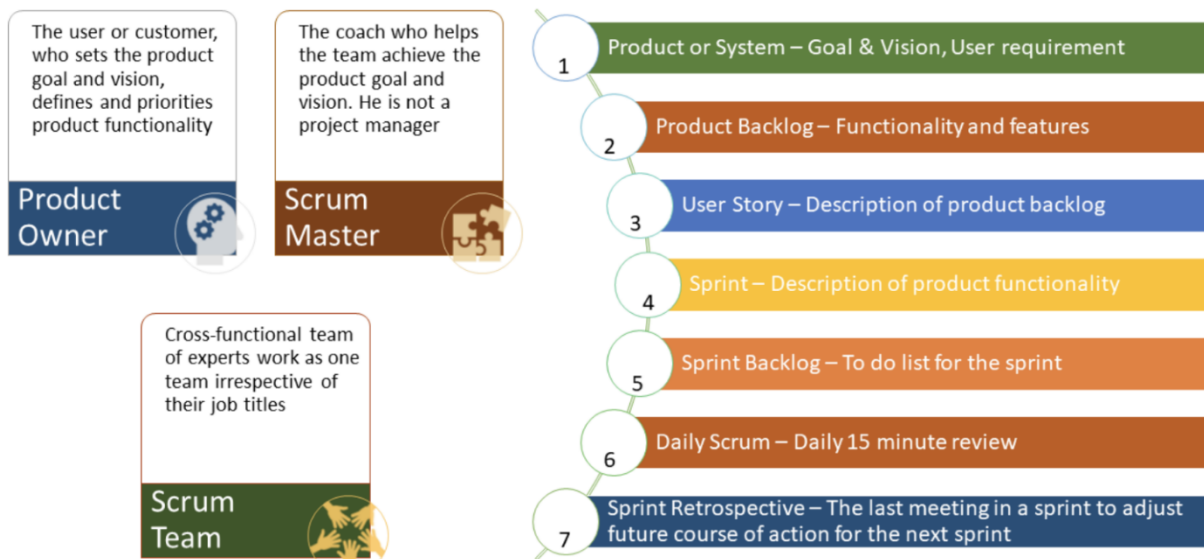 The user or customer,
who sets the product
goal and vision,
defines and priorities
product functionality
Product
Owner
The coach who helps
the team achieve the
product goal and
vision. He is not a
project manager
Scrum
Master
Cross-functional team
of experts work as one
team irrespective of
their job titles
Scrum
Team
1
Product or System – Goal & Vision, User requirement
2
Product Backlog – Functionality and features
3
User Story – Description of product backlog
4
Sprint – Description of product functionality
5
Sprint Backlog – To do list for the sprint
6
Daily Scrum – Daily 15 minute review
7
Sprint Retrospective – The last meeting in a sprint to adjust
future course of action for the next sprint